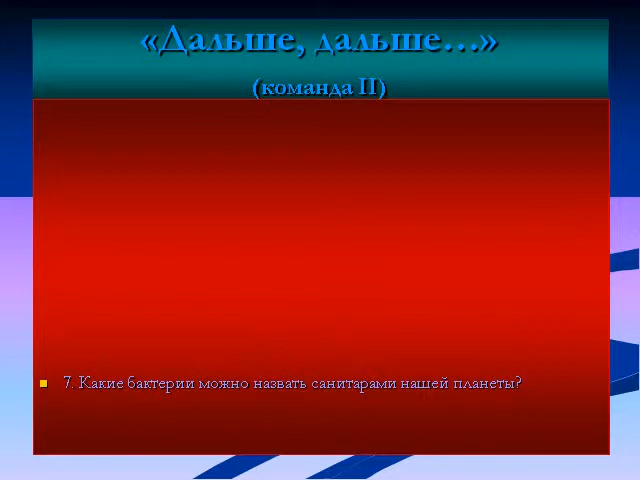 «Дальше, дальше…»
(команда II)
7. Какие бактерии можно назвать санитарами нашей планеты?